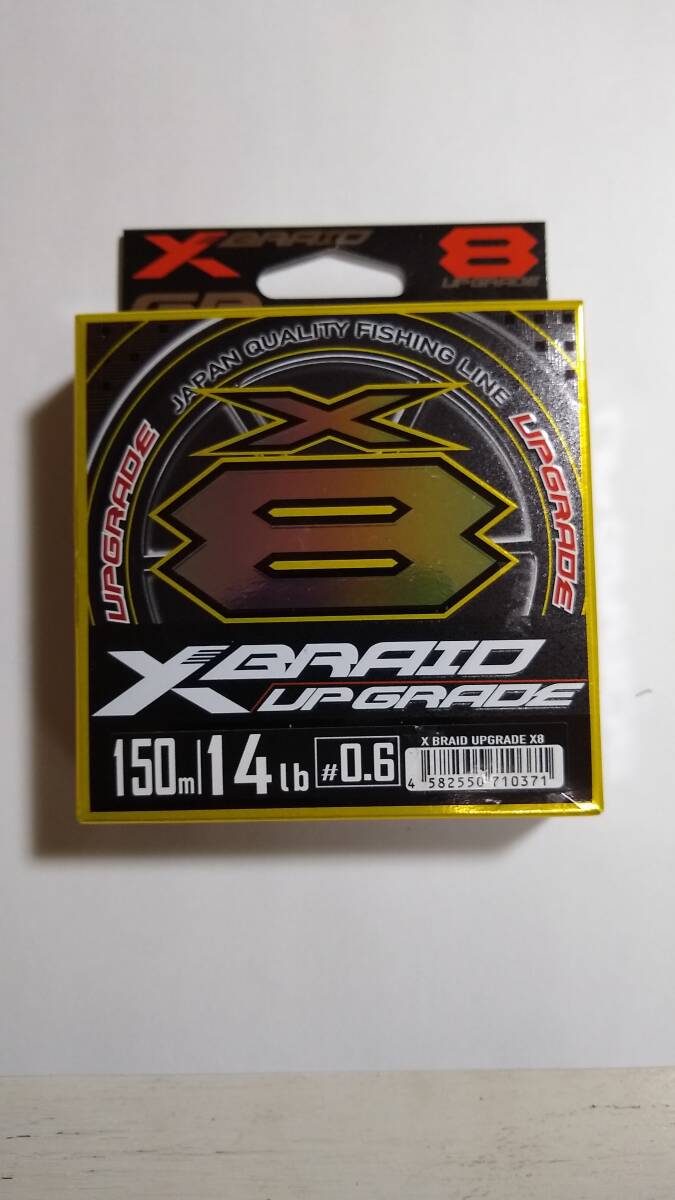 X BRAID
8
UPGRADE
JAPAN QUALITY FISHING LINE
UPGRADE
UPGRADE
X
8
XBRAID
UPGRADE
150m 14lb #0.6
X BRAID UPGRADE X8
4 582550 710371